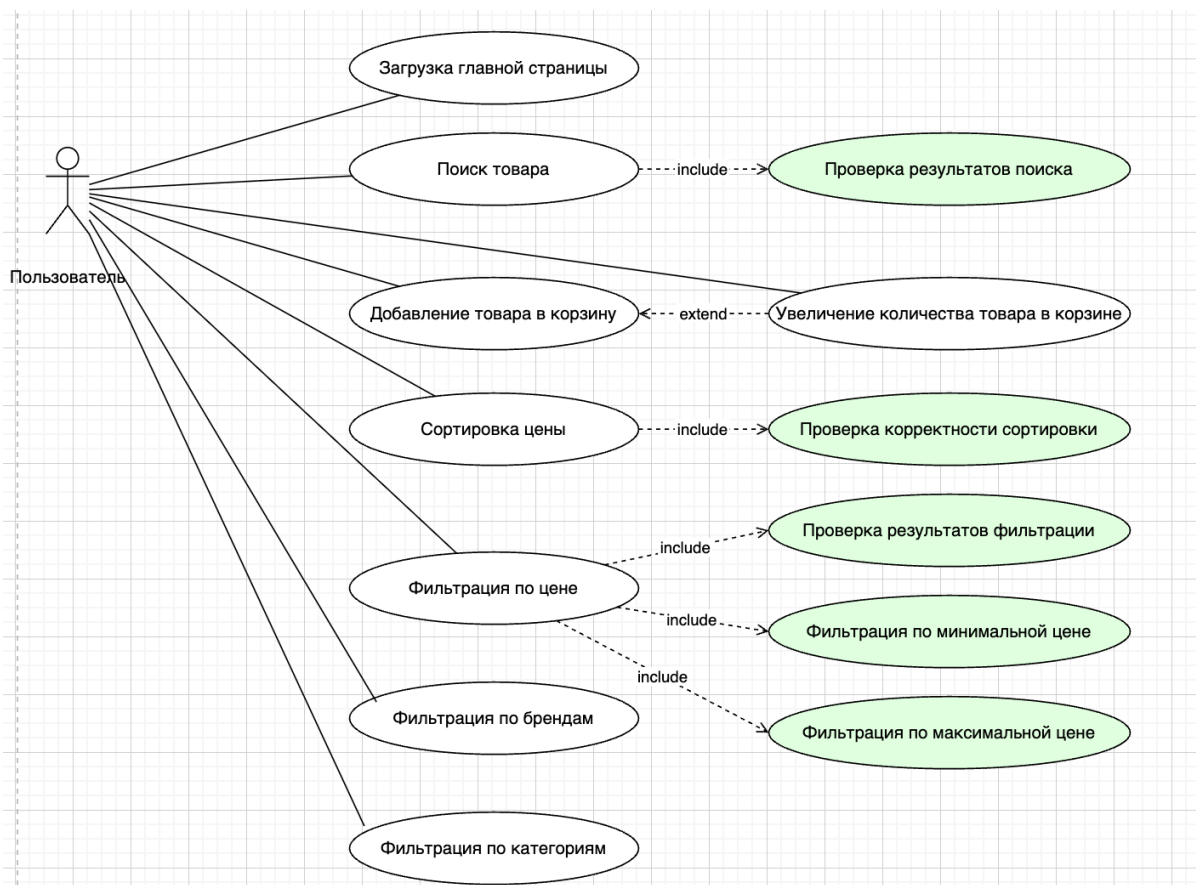 Загрузка главной страницы
Поиск товара
include
Проверка результатов поиска
Пользователь
Добавление товара в корзину
extend
Увеличение количества товара в корзине
Сортировка цены
include
Проверка корректности сортировки
Проверка результатов фильтрации
include
Фильтрация по цене
include
Фильтрация по минимальной цене
include
Фильтрация по брендам
Фильтрация по максимальной цене
Фильтрация по категориям